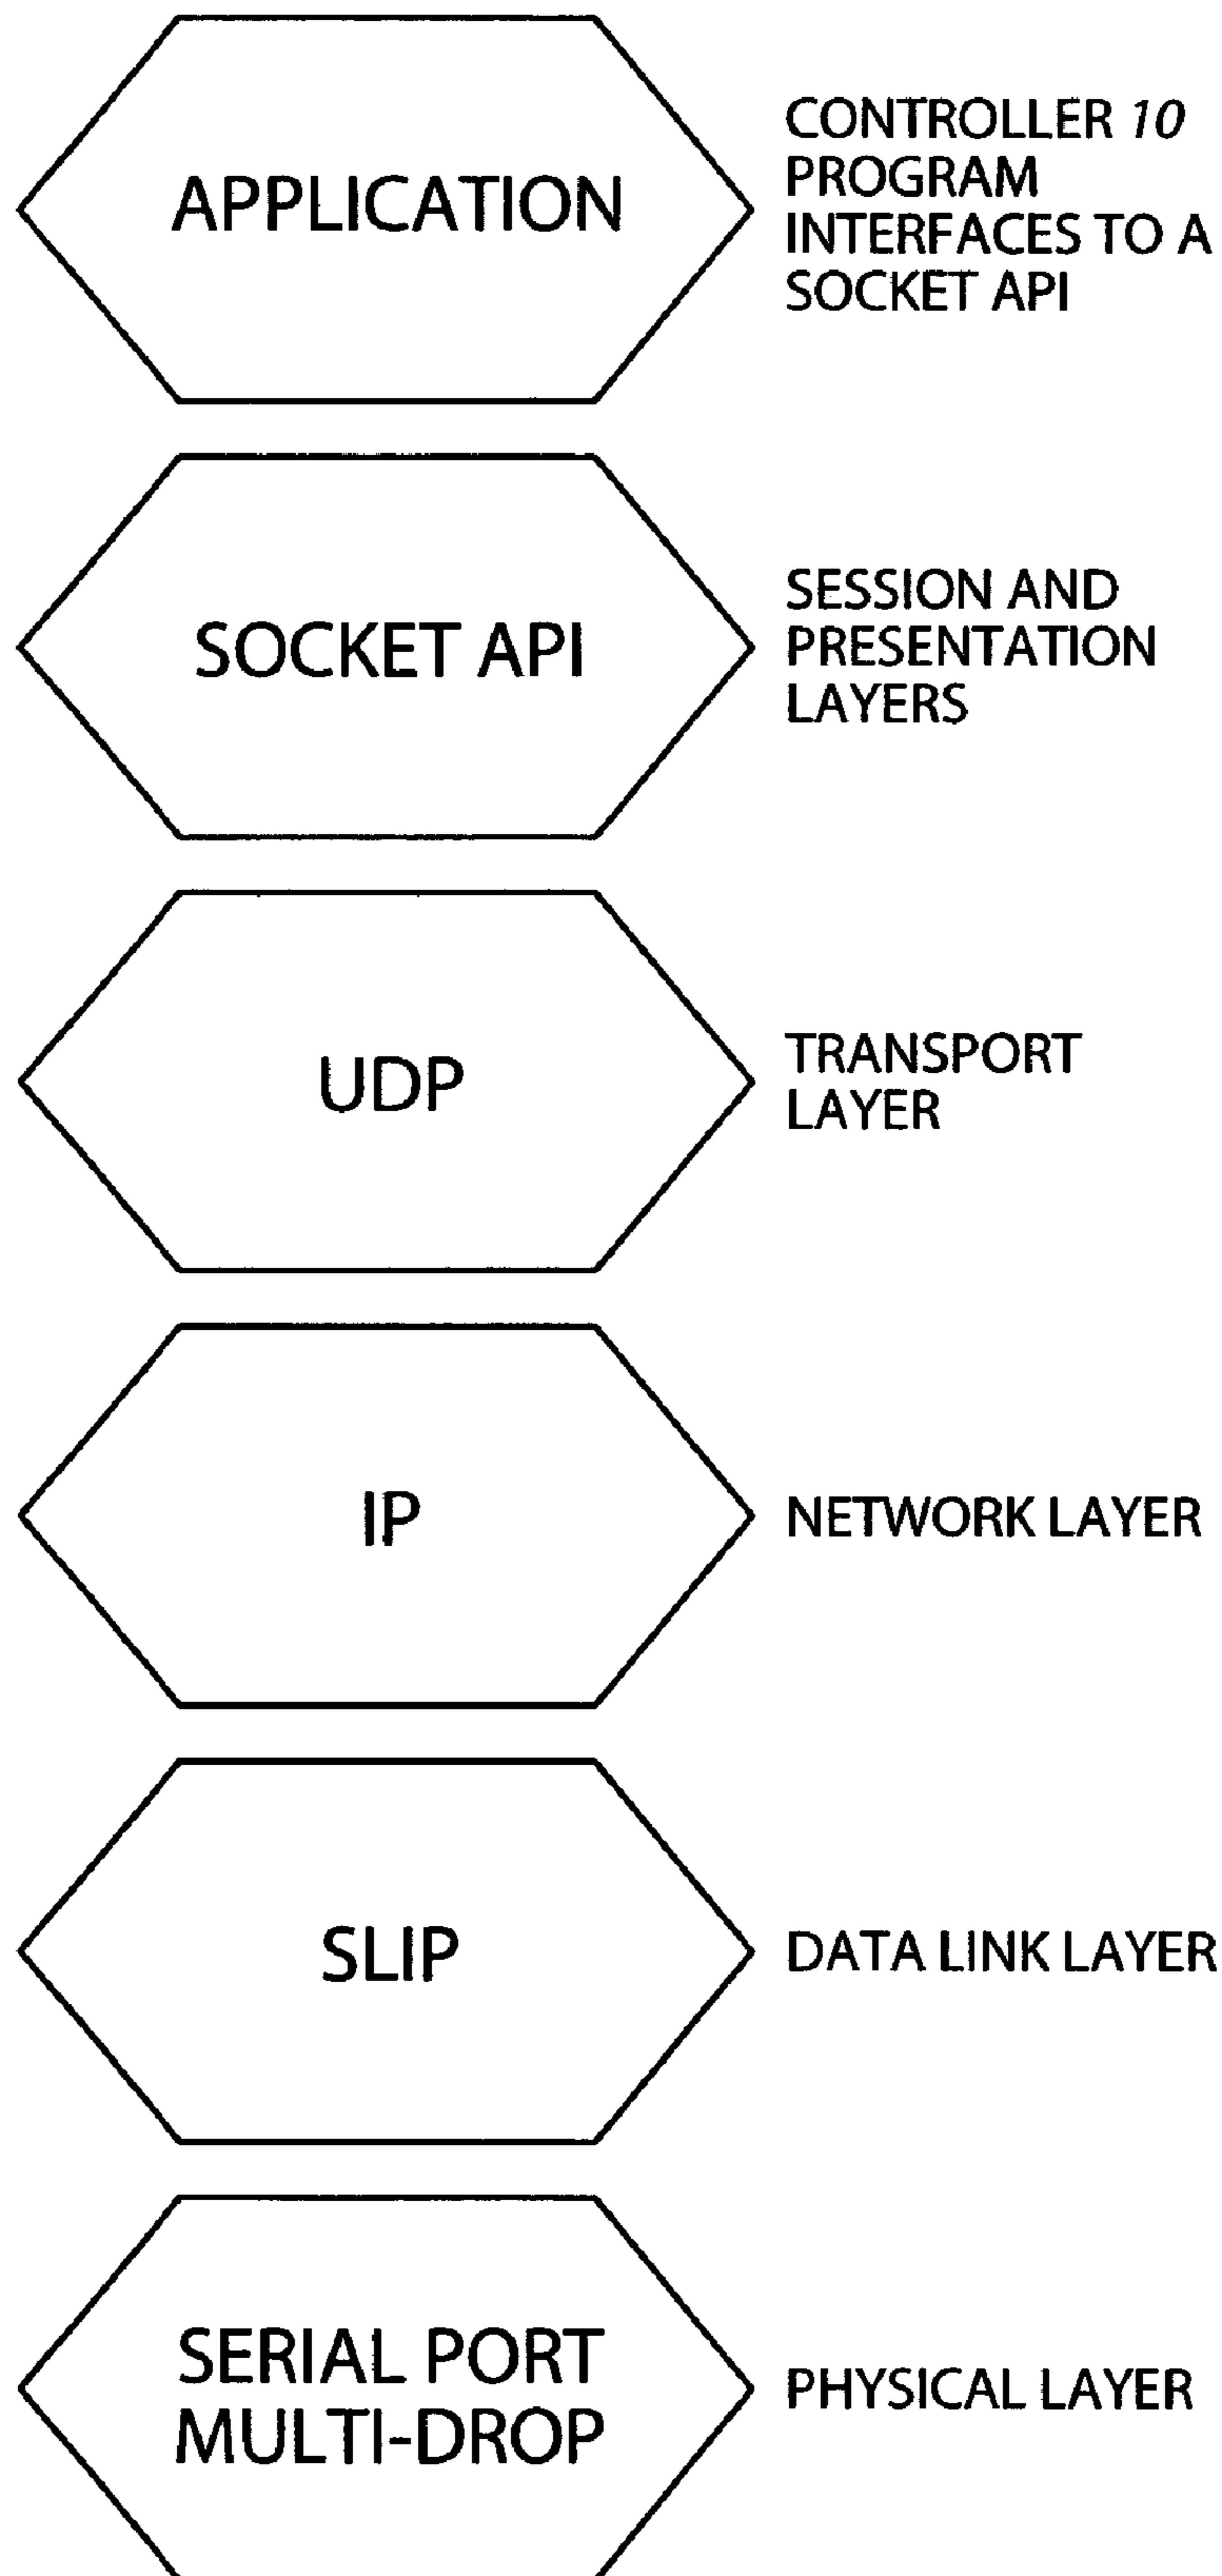 APPLICATION
CONTROLLER 10
PROGRAM
INTERFACES TO A
SOCKET API
SOCKET API
SESSION AND
PRESENTATION
LAYERS
UDP
TRANSPORT
LAYER
IP
NETWORK LAYER
SLIP
DATA LINK LAYER
SERIAL PORT
MULTI-DROP
PHYSICAL LAYER